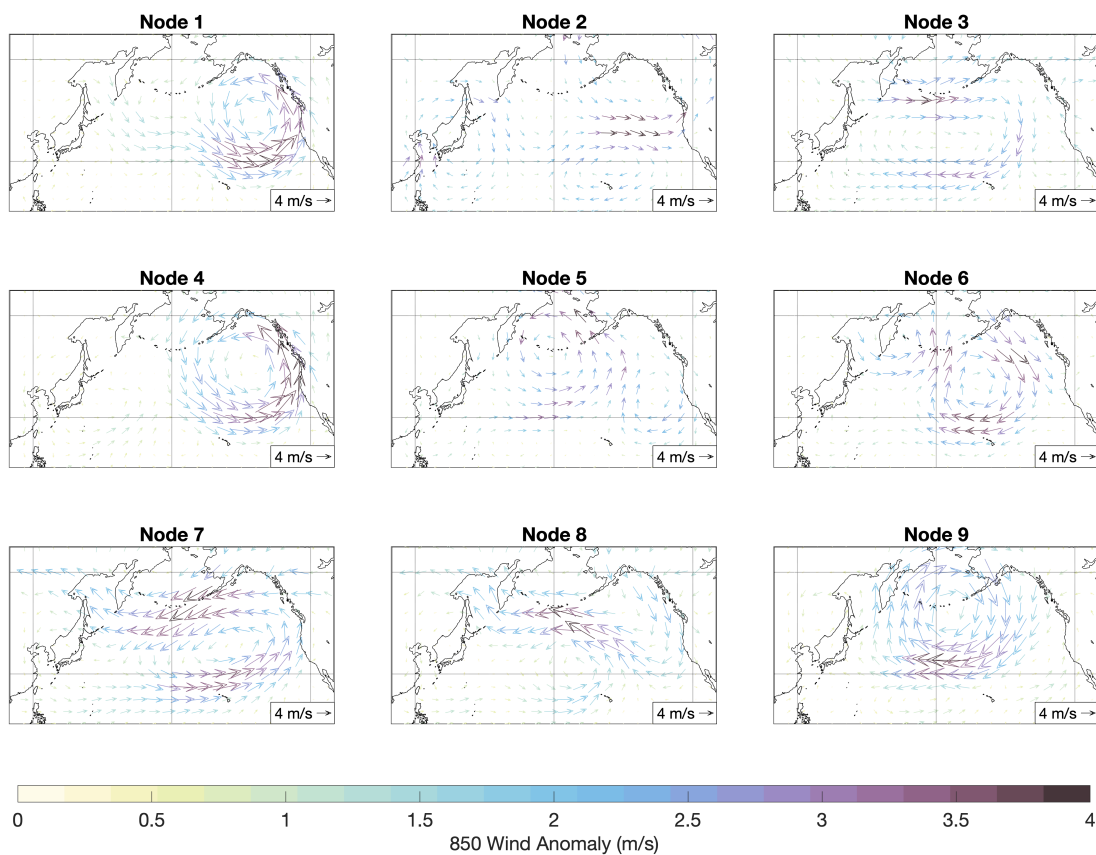 Node 1
Node 2
Node 3
4 m/s
4 m/s
4 m/s
Node 4
Node 5
Node 6
4 m/s
4 m/s
4 m/s
Node 7
Node 8
Node 9
4 m/s
4 m/s
4 m/s
0 0.5 1 1.5 2 2.5 3 3.5 4
850 Wind Anomaly (m/s)